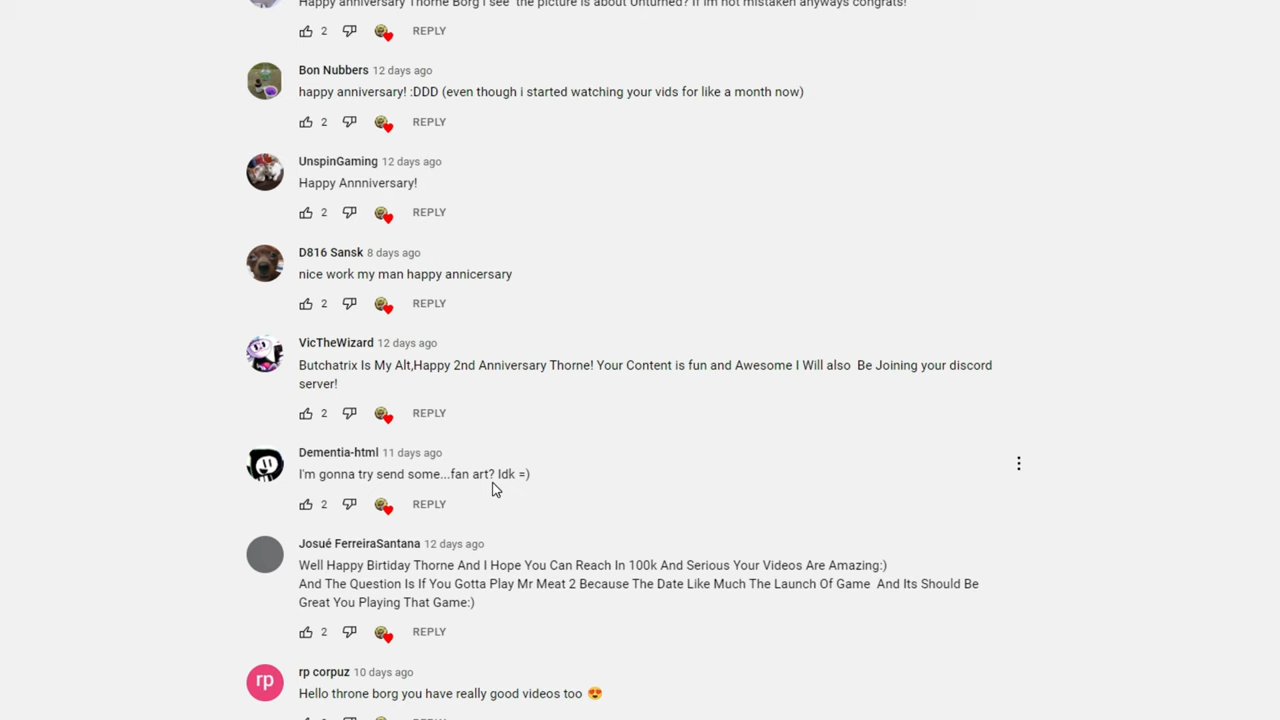 Happy anniversary Thorne Borg I see the picture is about Unturned? If im not mistaken anyways congrats!
2 REPLY
Bon Nubbers 12 days ago
happy anniversary! :DDD (even though i started watching your vids for like a month now)
2 REPLY
UnspinGaming 12 days ago
Happy Annniversary!
2 REPLY
D816 Sansk 8 days ago
nice work my man happy annicersary
2 REPLY
VicTheWizard 12 days ago
Butchatrix Is My Alt,Happy 2nd Anniversary Thorne! Your Content is fun and Awesome I Will also Be Joining your discord
server!
2 REPLY
Dementia-html 11 days ago
I'm gonna try send some...fan art? Idk =)
2 REPLY
Josué FerreiraSantana 12 days ago
Well Happy Birtiday Thorne And I Hope You Can Reach In 100k And Serious Your Videos Are Amazing:)
And The Question Is If You Gotta Play Mr Meat 2 Because The Date Like Much The Launch Of Game And Its Should Be
Great You Playing That Game:)
2 REPLY
rp
rp corpuz 10 days ago
Hello throne borg you have really good videos too 😍